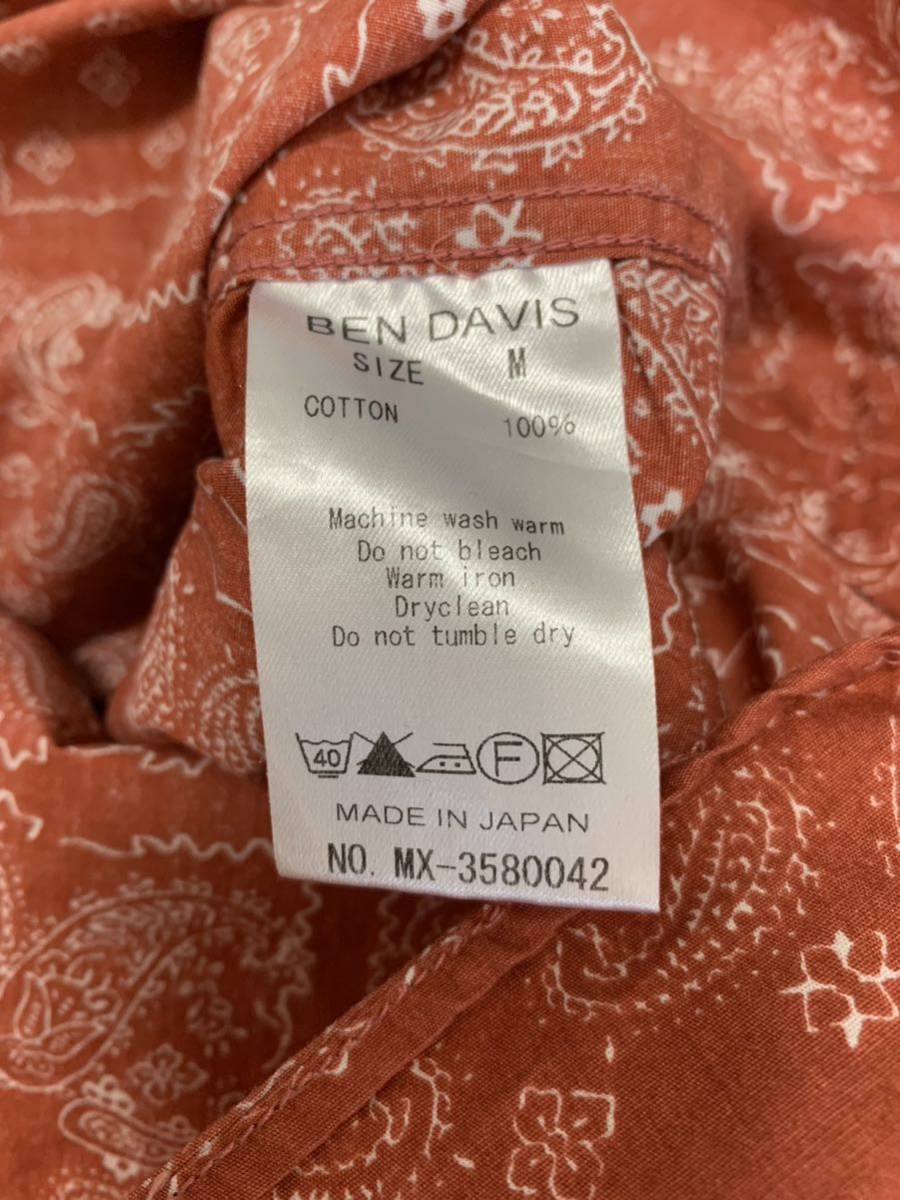 BEN DAVIS
SIZE M
COTTON 100%
Machine wash warm
Do not bleach
Warm iron
Dryclean
Do not tumble dry
40 F
MADE IN JAPAN
NO. MX-3580042